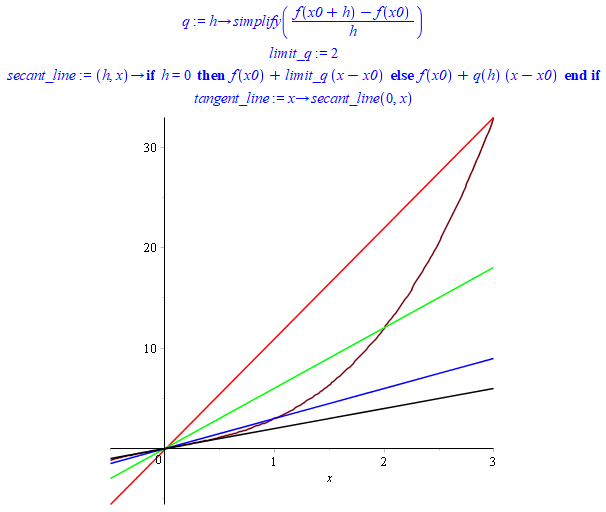 q := h→simplify( (f(x0 + h) − f(x0)) / h )
limit_q := 2
secant_line := (h, x)→if h = 0 then f(x0) + limit_q (x − x0) else f(x0) + q(h) (x − x0) end if
tangent_line := x→secant_line(0, x)
30
20
10
0
1
2
3
x